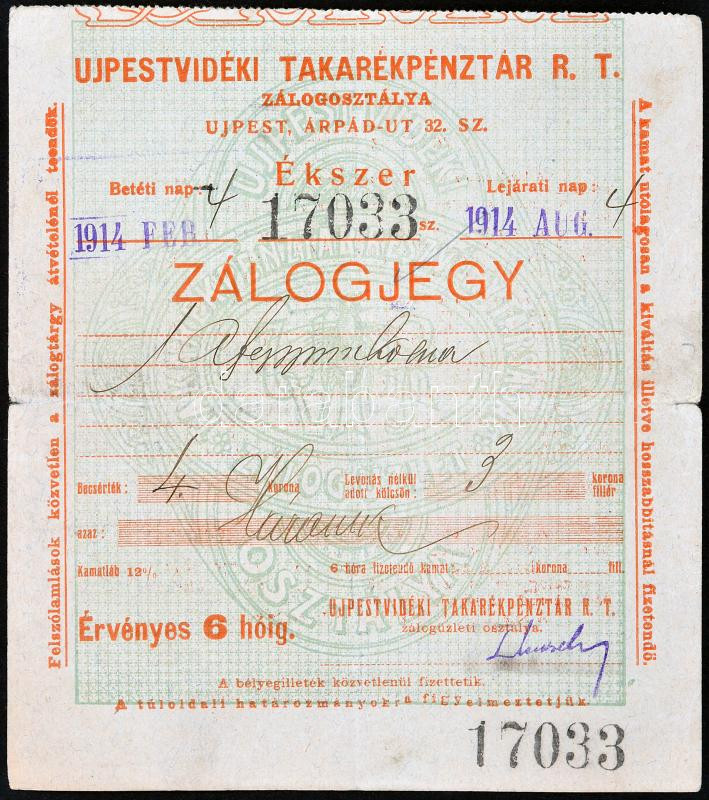 UJPESTVIDÉKI TAKARÉKPÉNZTÁR R. T.
ZÁLOGOSZTÁLYA
UJPEST, ÁRPÁD-UT 32. SZ.
Ékszer
Betéti nap: 4
1914 FEB.
17033 sz.
Lejárati nap: 4
1914 AUG.
ZÁLOGJEGY
1
Becsérték: 4. korona Levonás nélkül adott kölcsön: 3 korona fillér
azaz:
Kamatláb 12% 6 hóra fizetendő kamat: korona, fill.
Érvényes 6 hóig.
UJPESTVIDÉKI TAKARÉKPÉNZTÁR R. T.
zálogüzleti osztálya.
A bélyegilleték közvetlenül fizettetik.
A túloldali határozmányokra figyelmeztetjük.
17033
Felszólamlások közvetlen a zálogtárgy átvételénél teendők.
A kamat utólagosan a kiváltás illetve hosszabbításnál fizetendő.
UJPESTVIDÉKI
OSZTÁLYA